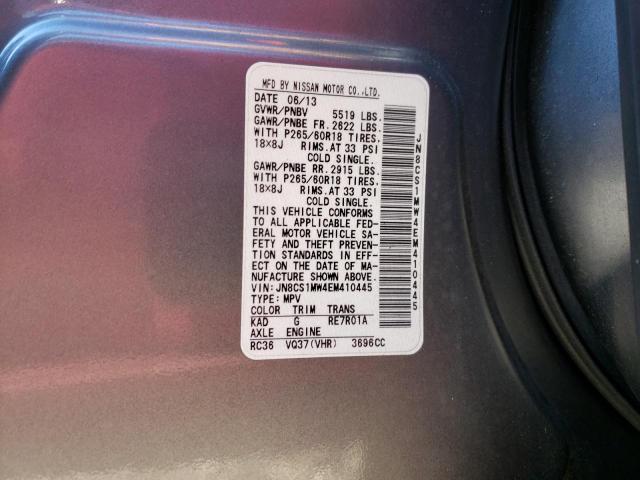 MFD BY NISSAN MOTOR CO.,LTD.
DATE 06/13
GVWR/PNBV 5519 LBS.
GAWR/PNBE FR. 2622 LBS.
WITH P265/60R18 TIRES.
18×8J RIMS.AT 33 PSI
COLD SINGLE.
GAWR/PNBE RR. 2915 LBS.
WITH P265/60R18 TIRES.
18×8J RIMS.AT 33 PSI
COLD SINGLE.
THIS VEHICLE CONFORMS
TO ALL APPLICABLE FED-
ERAL MOTOR VEHICLE SA-
FETY AND THEFT PREVEN-
TION STANDARDS IN EFF-
ECT ON THE DATE OF MA-
NUFACTURE SHOWN ABOVE.
VIN: JN8CS1MW4EM410445
TYPE: MPV
COLOR TRIM TRANS
KAD G RE7R01A
AXLE ENGINE
RC36 VQ37(VHR) 3696CC
JN8CS1MW4EM410445